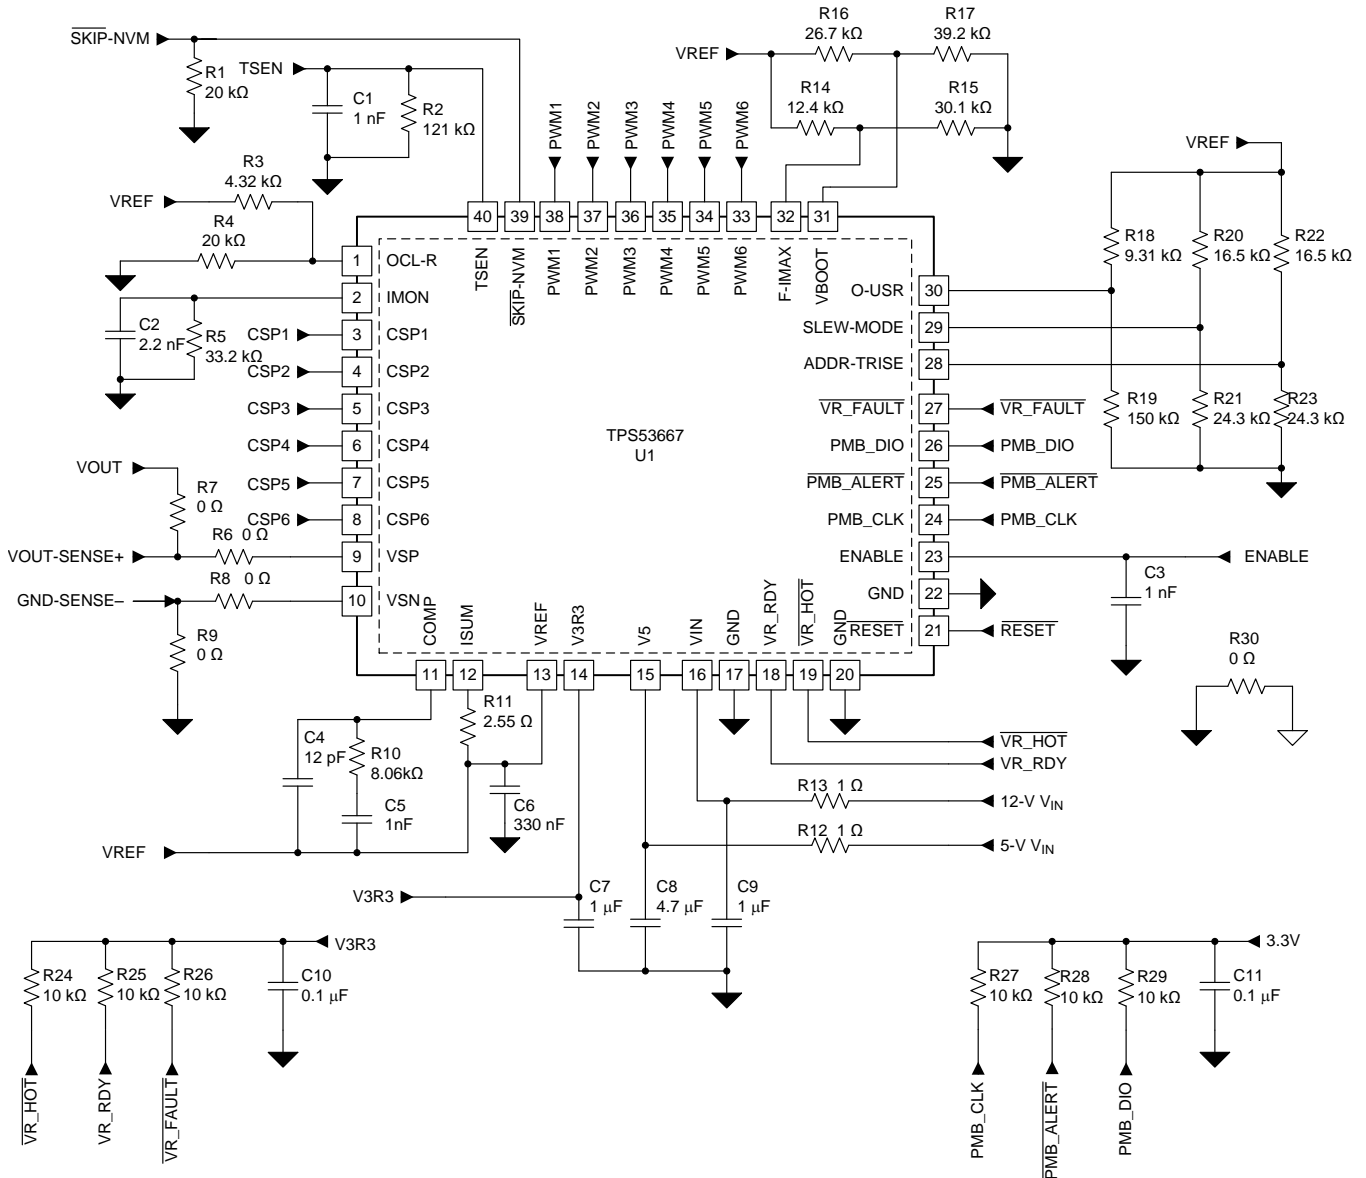 SKIP-NVM
R1
20 kΩ
TSEN
C1
1 nF
R2
121 kΩ
VREF
R3
4.32 kΩ
R4
20 kΩ
C2
2.2 nF
R5
33.2 kΩ
CSP1
CSP2
CSP3
CSP4
CSP5
CSP6
VOUT
R7
0 Ω
VOUT-SENSE+
R6 0 Ω
GND-SENSE–
R8 0 Ω
R9
0 Ω
PWM1
PWM2
PWM3
PWM4
PWM5
PWM6
VREF
R16
26.7 kΩ
R17
39.2 kΩ
R14
12.4 kΩ
R15
30.1 kΩ
40
39
38
37
36
35
34
33
32
31
TSEN
SKIP-NVM
PWM1
PWM2
PWM3
PWM4
PWM5
PWM6
F-IMAX
VBOOT
1 OCL-R
2 IMON
3 CSP1
4 CSP2
5 CSP3
6 CSP4
7 CSP5
8 CSP6
9 VSP
10 VSN
TPS53667
U1
O-USR 30
SLEW-MODE 29
ADDR-TRISE 28
VR_FAULT 27 VR_FAULT
PMB_DIO 26 PMB_DIO
PMB_ALERT 25 PMB_ALERT
PMB_CLK 24 PMB_CLK
ENABLE 23 ENABLE
GND 22
RESET 21 RESET
VREF
R18
9.31 kΩ
R20
16.5 kΩ
R22
16.5 kΩ
R19
150 kΩ
R21
24.3 kΩ
R23
24.3 kΩ
C3
1 nF
R30
0 Ω
COMP
ISUM
VREF
V3R3
V5
VIN
GND
VR_RDY
VR_HOT
GND
11
12
13
14
15
16
17
18
19
20
R11
2.55 Ω
C4
12 pF
R10
8.06kΩ
C5
1nF
C6
330 nF
VREF
VR_HOT
VR_RDY
R13 1 Ω
12-V VIN
R12 1 Ω
5-V VIN
V3R3
C7
1 µF
C8
4.7 µF
C9
1 µF
V3R3
R24
10 kΩ
R25
10 kΩ
R26
10 kΩ
C10
0.1 µF
VR_HOT
VR_RDY
VR_FAULT
3.3V
R27
10 kΩ
R28
10 kΩ
R29
10 kΩ
C11
0.1 µF
PMB_CLK
PMB_ALERT
PMB_DIO